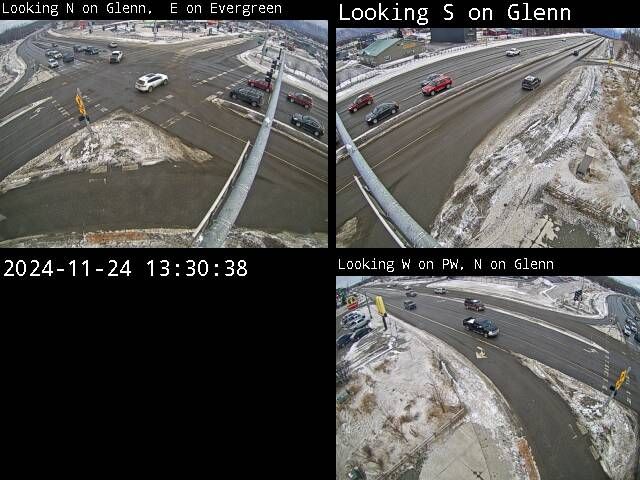 Looking N on Glenn,  E on Evergreen
Looking S on Glenn
2024-11-24 13:30:38
Looking W on PW, N on Glenn